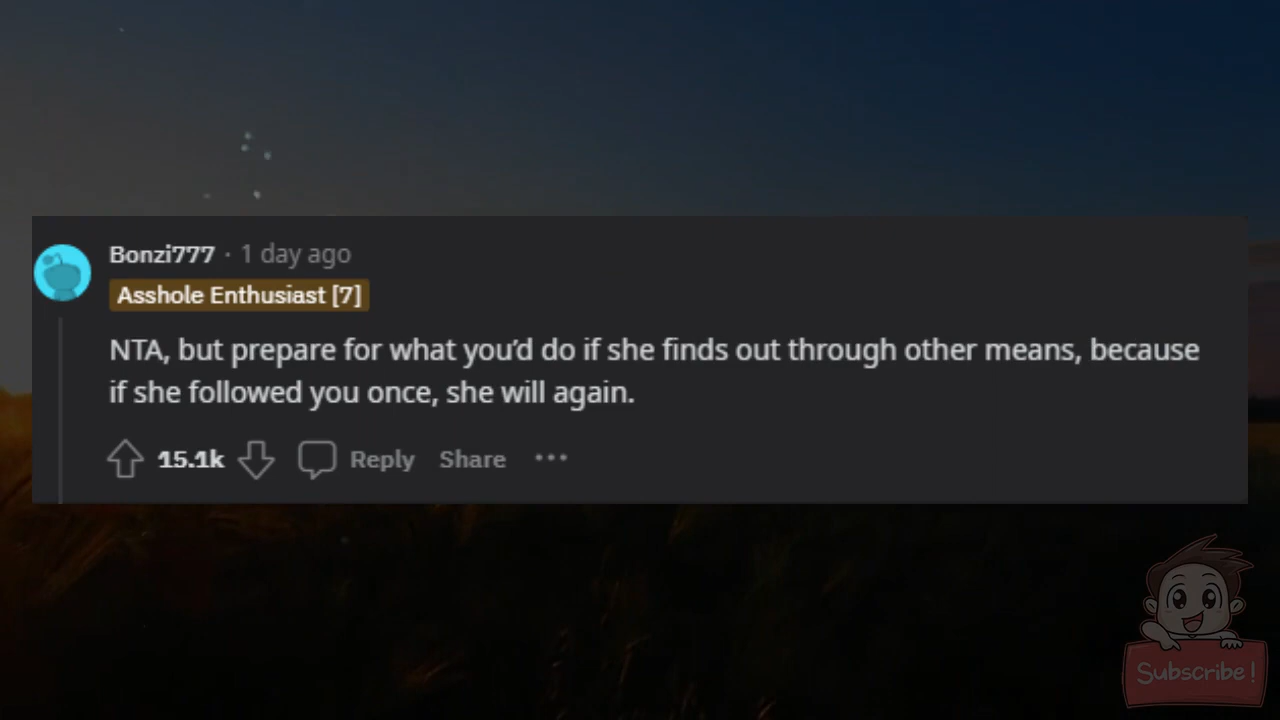 Bonzi777 · 1 day ago
Asshole Enthusiast [7]
NTA, but prepare for what you’d do if she finds out through other means, because
if she followed you once, she will again.
15.1k Reply Share ···
Subscribe!